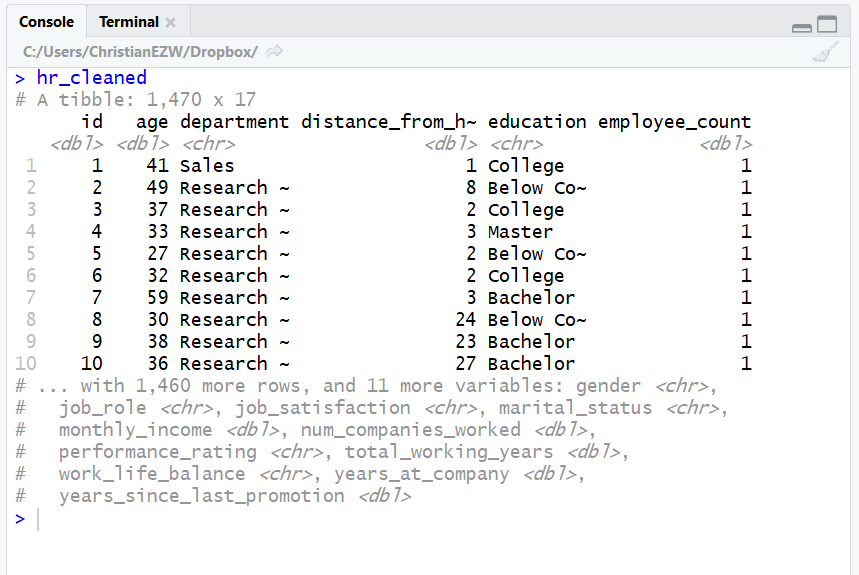 Console Terminal
C:/Users/ChristianEZW/Dropbox/
> hr_cleaned
# A tibble: 1,470 x 17
id age department distance_from_h~ education employee_count
<dbl> <dbl> <chr> <dbl> <chr> <dbl>
1 1 41 Sales 1 College 1
2 2 49 Research ~ 8 Below Co~ 1
3 3 37 Research ~ 2 College 1
4 4 33 Research ~ 3 Master 1
5 5 27 Research ~ 2 Below Co~ 1
6 6 32 Research ~ 2 College 1
7 7 59 Research ~ 3 Bachelor 1
8 8 30 Research ~ 24 Below Co~ 1
9 9 38 Research ~ 23 Bachelor 1
10 10 36 Research ~ 27 Bachelor 1
# ... with 1,460 more rows, and 11 more variables: gender <chr>,
# job_role <chr>, job_satisfaction <chr>, marital_status <chr>,
# monthly_income <dbl>, num_companies_worked <dbl>,
# performance_rating <chr>, total_working_years <dbl>,
# work_life_balance <chr>, years_at_company <dbl>,
# years_since_last_promotion <dbl>
>